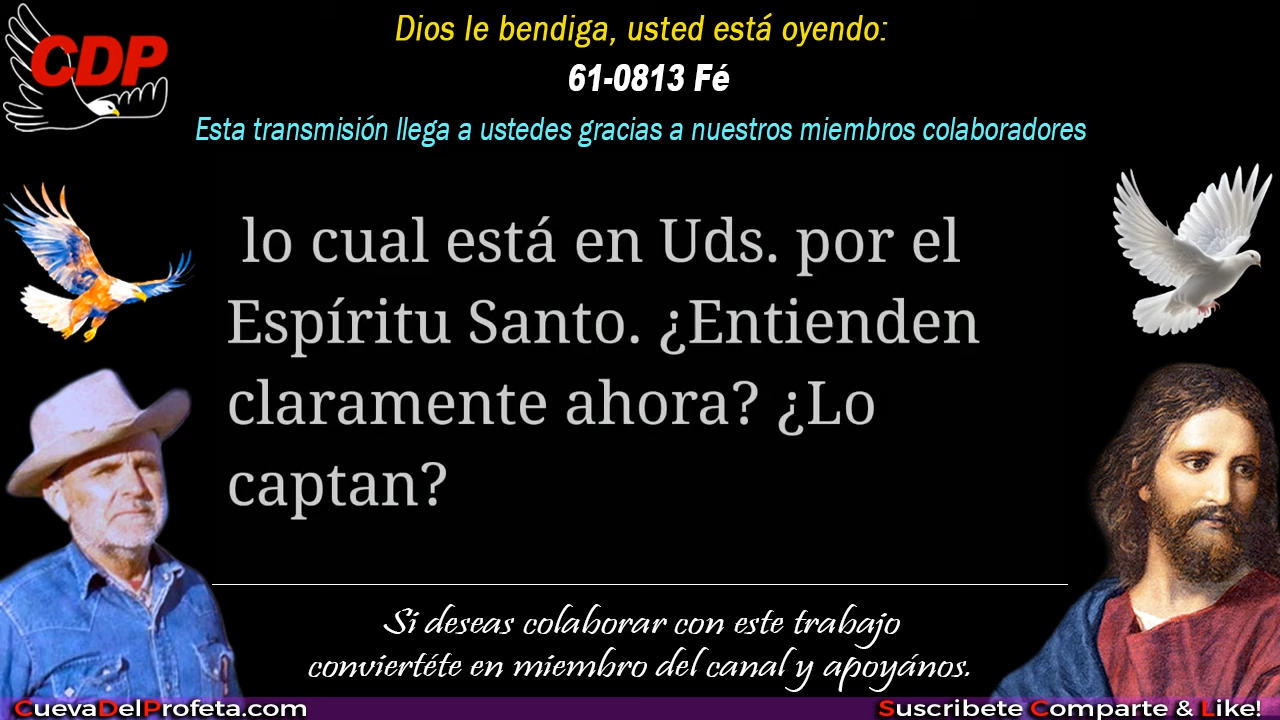 CDP
Dios le bendiga, usted está oyendo:
61-0813 Fé
Esta transmisión llega a ustedes gracias a nuestros miembros colaboradores
lo cual está en Uds. por el
Espíritu Santo. ¿Entienden
claramente ahora? ¿Lo
captan?
Si deseas colaborar con este trabajo
conviertéte en miembro del canal y apoyános.
CuevaDelProfeta.com
Suscribete Comparte & Like!